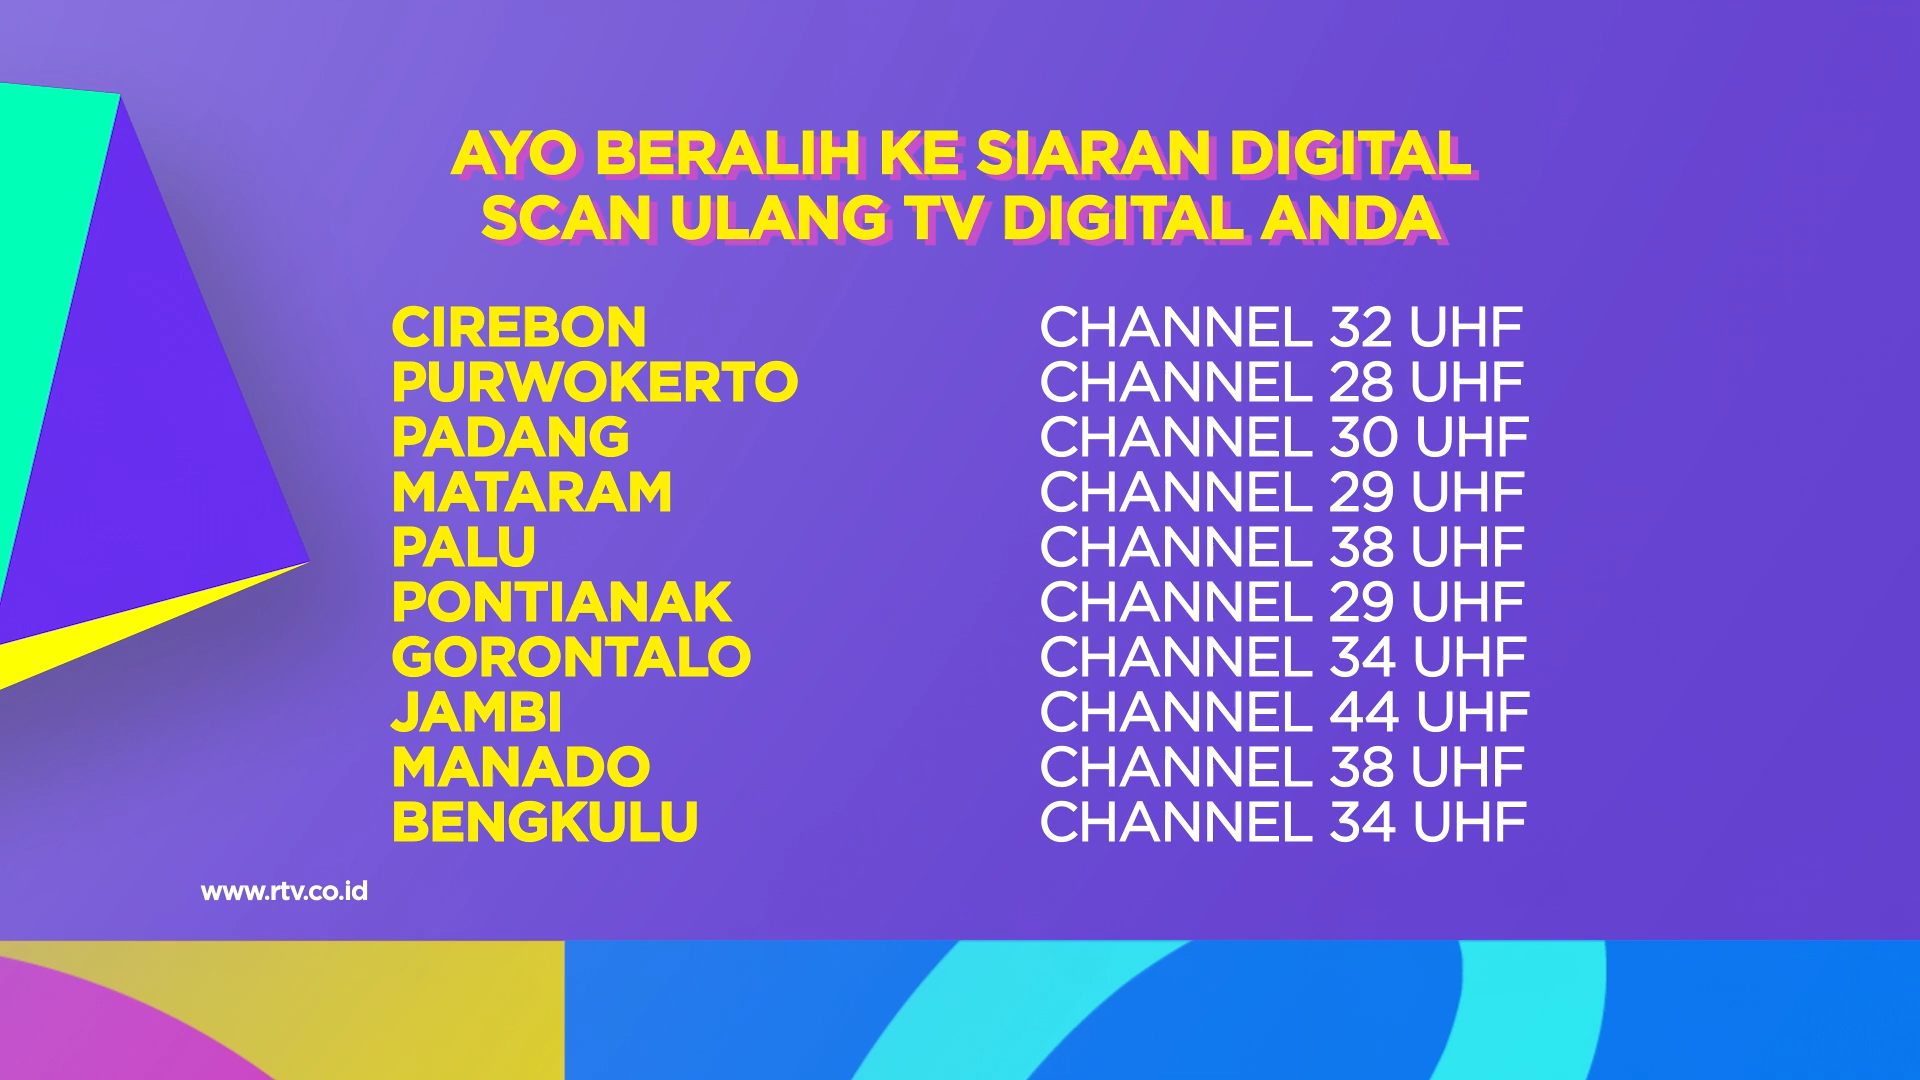 AYO BERALIH KE SIARAN DIGITAL
SCAN ULANG TV DIGITAL ANDA
CIREBON CHANNEL 32 UHF
PURWOKERTO CHANNEL 28 UHF
PADANG CHANNEL 30 UHF
MATARAM CHANNEL 29 UHF
PALU CHANNEL 38 UHF
PONTIANAK CHANNEL 29 UHF
GORONTALO CHANNEL 34 UHF
JAMBI CHANNEL 44 UHF
MANADO CHANNEL 38 UHF
BENGKULU CHANNEL 34 UHF
www.rtv.co.id